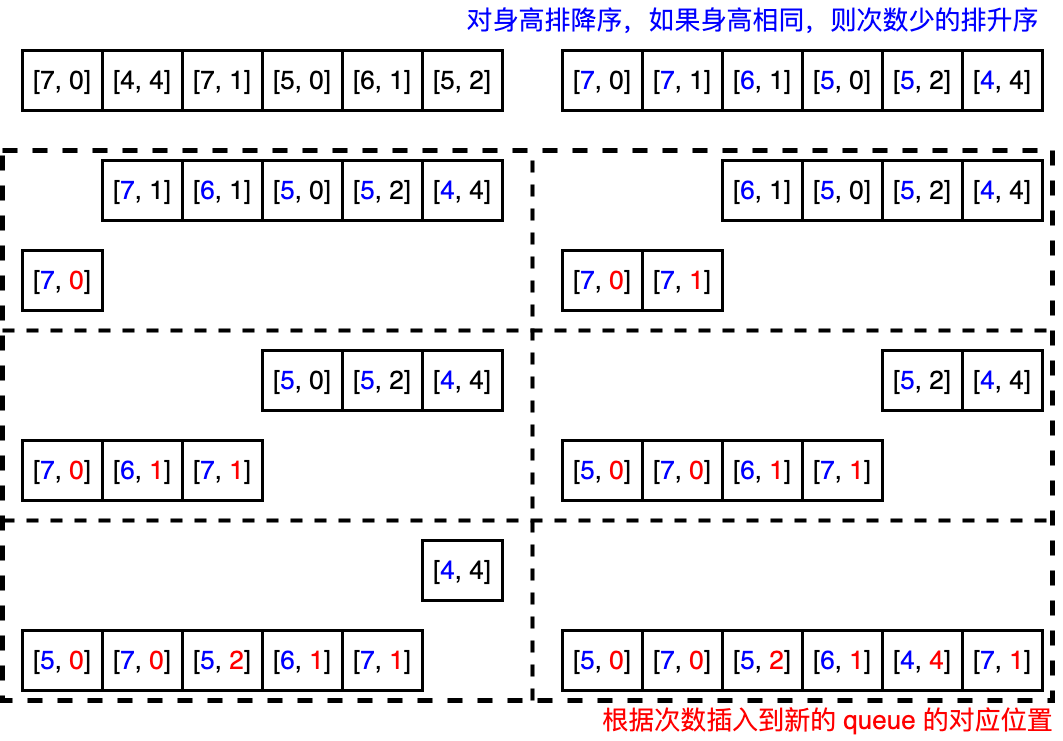 对身高排降序，如果身高相同，则次数少的排升序
[7, 0] [4, 4] [7, 1] [5, 0] [6, 1] [5, 2]
[7, 0] [7, 1] [6, 1] [5, 0] [5, 2] [4, 4]
[7, 1] [6, 1] [5, 0] [5, 2] [4, 4]
[7, 0]
[6, 1] [5, 0] [5, 2] [4, 4]
[7, 0] [7, 1]
[5, 0] [5, 2] [4, 4]
[7, 0] [6, 1] [7, 1]
[5, 2] [4, 4]
[5, 0] [7, 0] [6, 1] [7, 1]
[4, 4]
[5, 0] [7, 0] [5, 2] [6, 1] [7, 1]
[5, 0] [7, 0] [5, 2] [6, 1] [4, 4] [7, 1]
根据次数插入到新的 queue 的对应位置